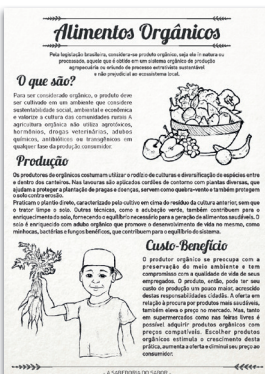 Alimentos Orgânicos
Pela legislação brasileira, considera-se produto orgânico, seja ele in natura ou
processado, aquele que é obtido em um sistema orgânico de produção
agropecuária ou oriundo de processo extrativista sustentável
e não prejudicial ao ecossistema local.
O que são?
Para ser considerado orgânico, o produto deve
ser cultivado em um ambiente que considere
sustentabilidade social, ambiental e econômica
e valorize a cultura das comunidades rurais. A
agricultura orgânica não utiliza agrotóxicos,
hormônios, drogas veterinárias, adubos
químicos, antibióticos ou transgênicos em
qualquer fase da produção consumidor.
Produção
Os produtores de orgânicos costumam utilizar o rodízio de culturas e diversificação de espécies entre
e dentro dos canteiros. Nas lavouras são aplicados cordões de contorno com plantas diversas, que
ajudam a proteger a plantação de pragas e doenças, servem como quebra-vento e também protegem
o solo contra erosão.
Praticam o plantio direto, caracterizado pelo cultivo em cima do resíduo da cultura anterior, sem que
o trator limpe o solo. Outras técnicas, como a adubação verde, também contribuem para o
enriquecimento do solo, fornecendo o equilíbrio necessário para a geração de alimentos saudáveis. O
solo é enriquecido com adubo orgânico que promove o desenvolvimento de vida no mesmo, como
minhocas, bactérias e fungos benéficos, que contribuem para o equilíbrio do sistema.
Custo-Benefício
O produtor orgânico se preocupa com a
preservação do meio ambiente e tem
compromisso com a qualidade de vida de seus
empregados. O produto, então, pode ter seu
custo de produção um pouco maior, acrescido
destas responsabilidades cidadãs. A oferta em
relação à procura por produtos mais saudáveis,
também eleva o preço no mercado. Mas, tanto
em supermercados como nas feiras livres é
possível adquirir produtos orgânicos com
preços compatíveis. Escolher produtos
orgânicos estimula o crescimento desta
prática, aumenta a oferta e diminui seu preço ao
consumidor.
- A SABEDORIA DO SABOR -